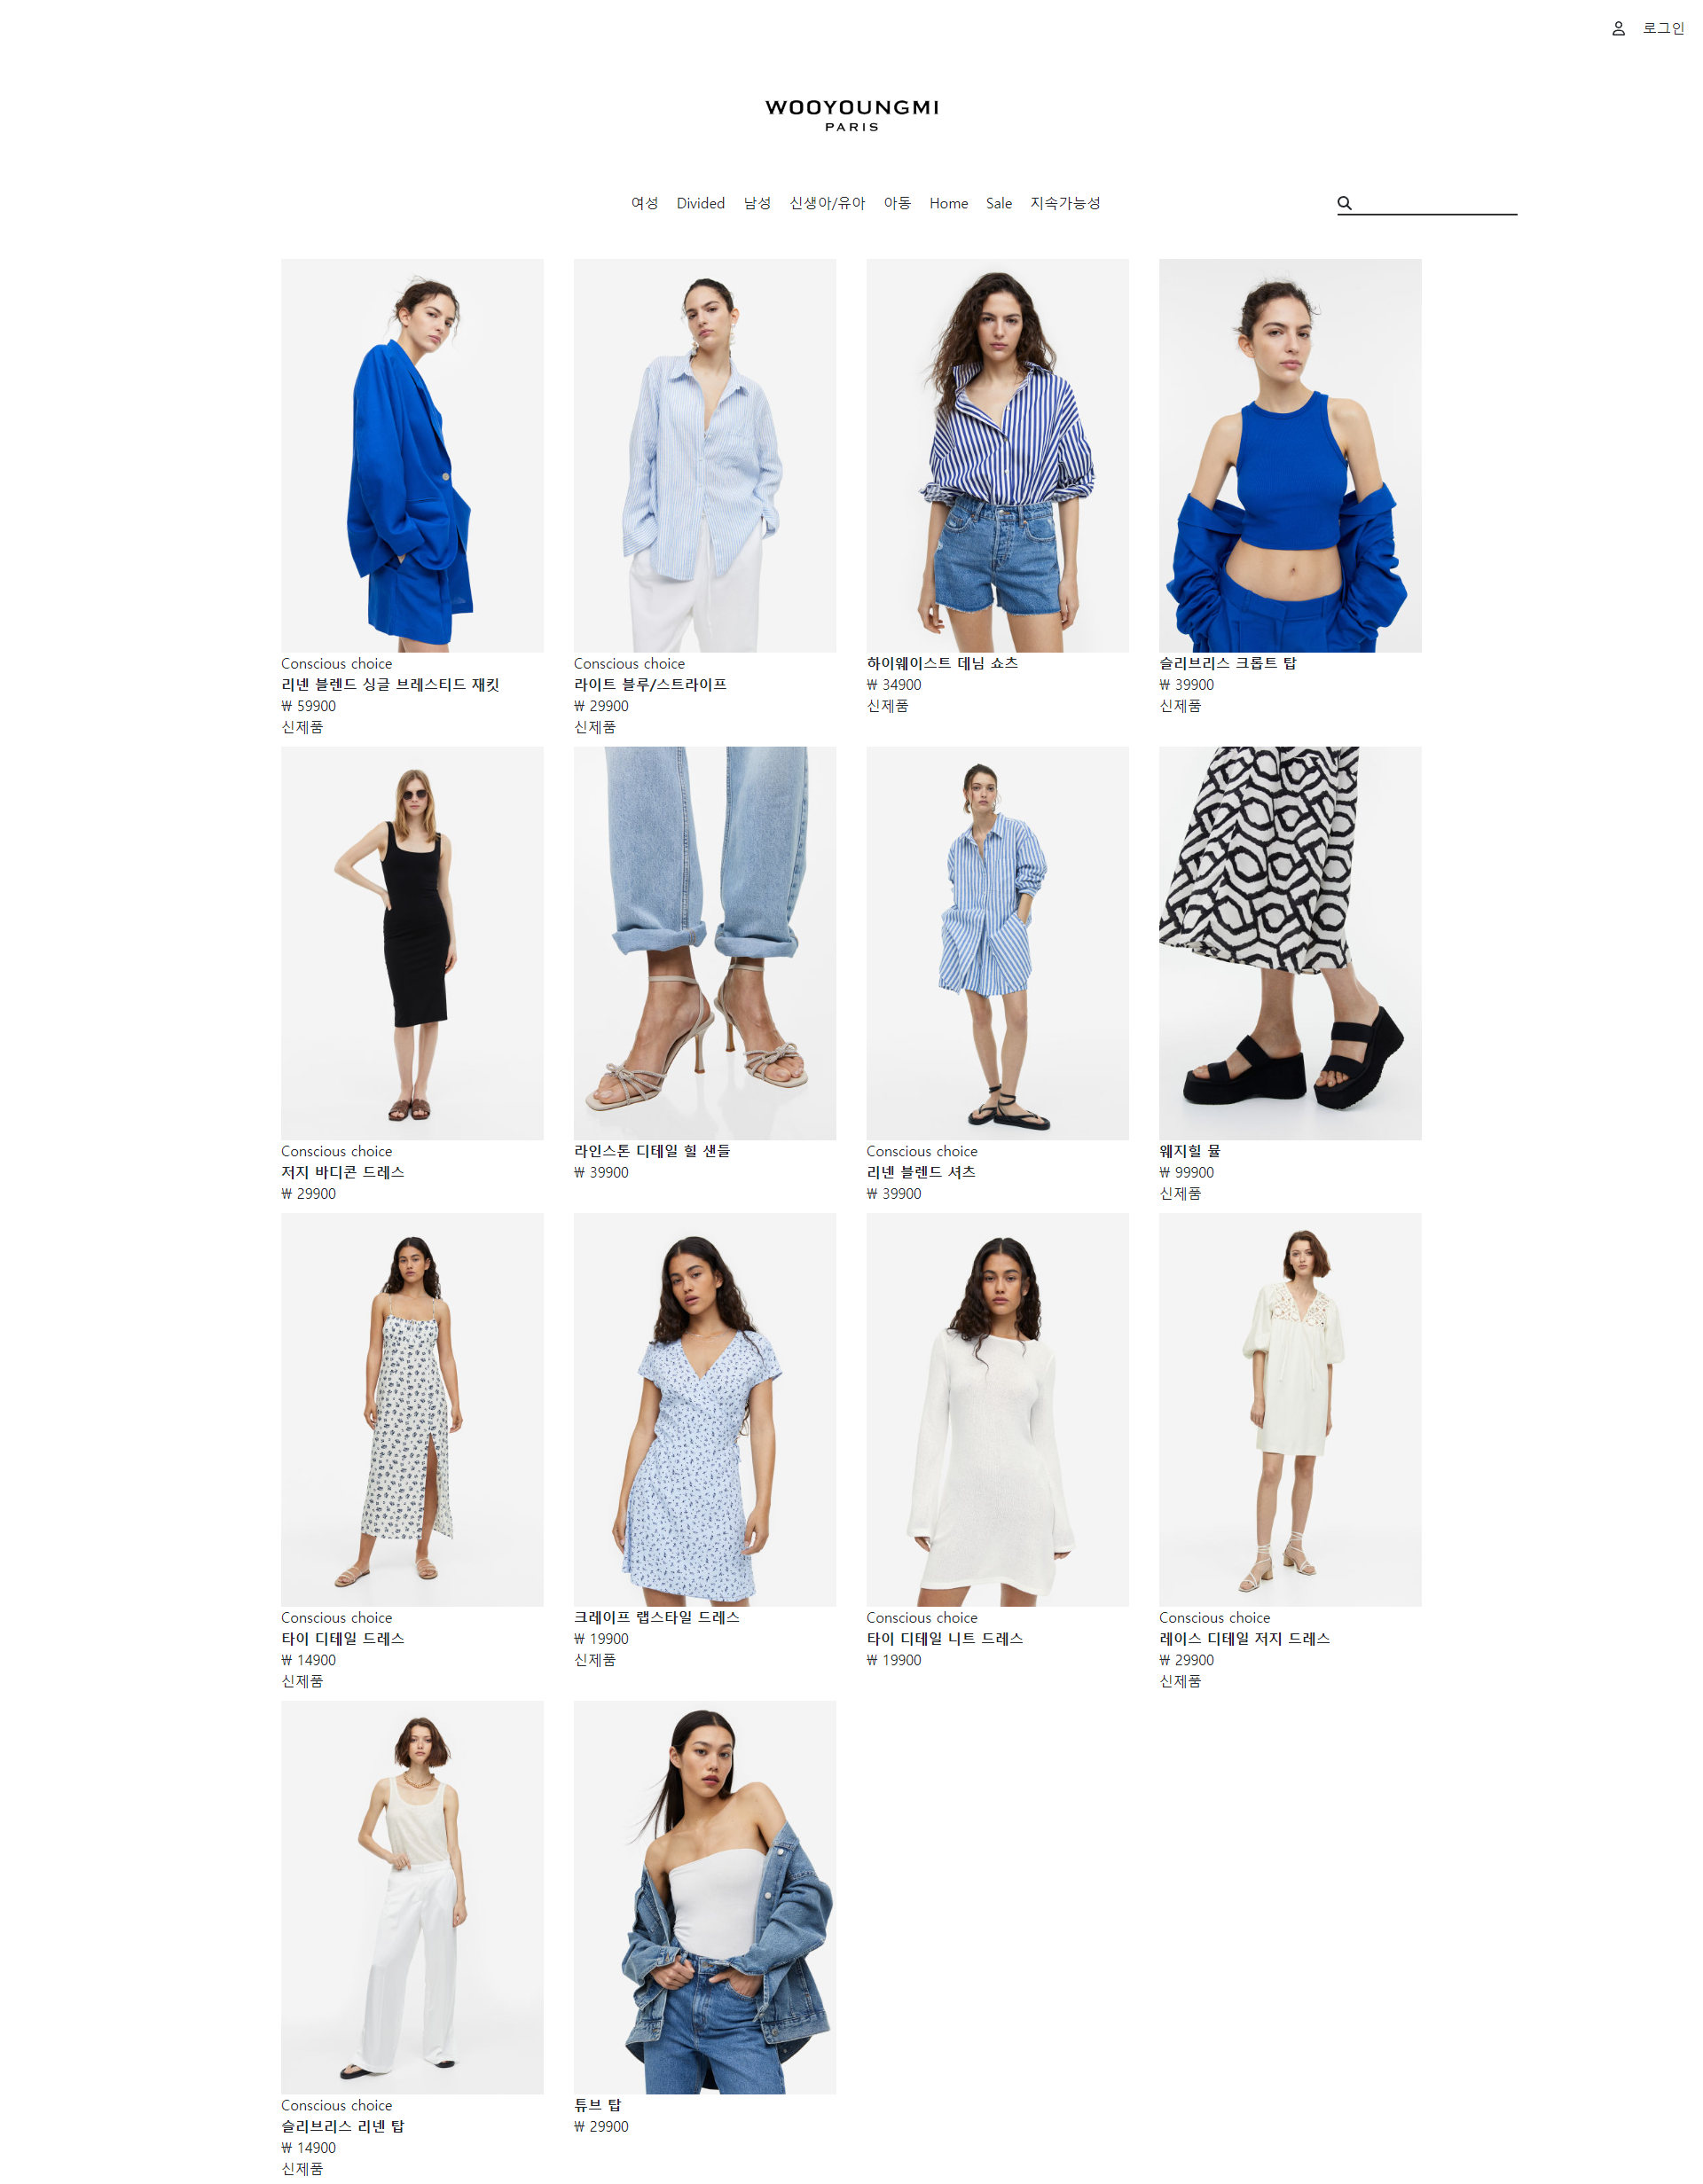 로그인
WOOYOUNGMI
PARIS
여성 Divided 남성 신생아/유아 아동 Home Sale 지속가능성
Conscious choice
리넨 블렌드 싱글 브레스티드 재킷
₩ 59900
신제품
Conscious choice
라이트 블루/스트라이프
₩ 29900
신제품
하이웨이스트 데님 쇼츠
₩ 34900
신제품
슬리브리스 크롭트 탑
₩ 39900
신제품
Conscious choice
저지 바디콘 드레스
₩ 29900
라인스톤 디테일 힐 샌들
₩ 39900
Conscious choice
리넨 블렌드 셔츠
₩ 39900
웨지힐 뮬
₩ 99900
신제품
Conscious choice
타이 디테일 드레스
₩ 14900
신제품
크레이프 랩스타일 드레스
₩ 19900
신제품
Conscious choice
타이 디테일 니트 드레스
₩ 19900
Conscious choice
레이스 디테일 저지 드레스
₩ 29900
신제품
Conscious choice
슬리브리스 리넨 탑
₩ 14900
신제품
튜브 탑
₩ 29900